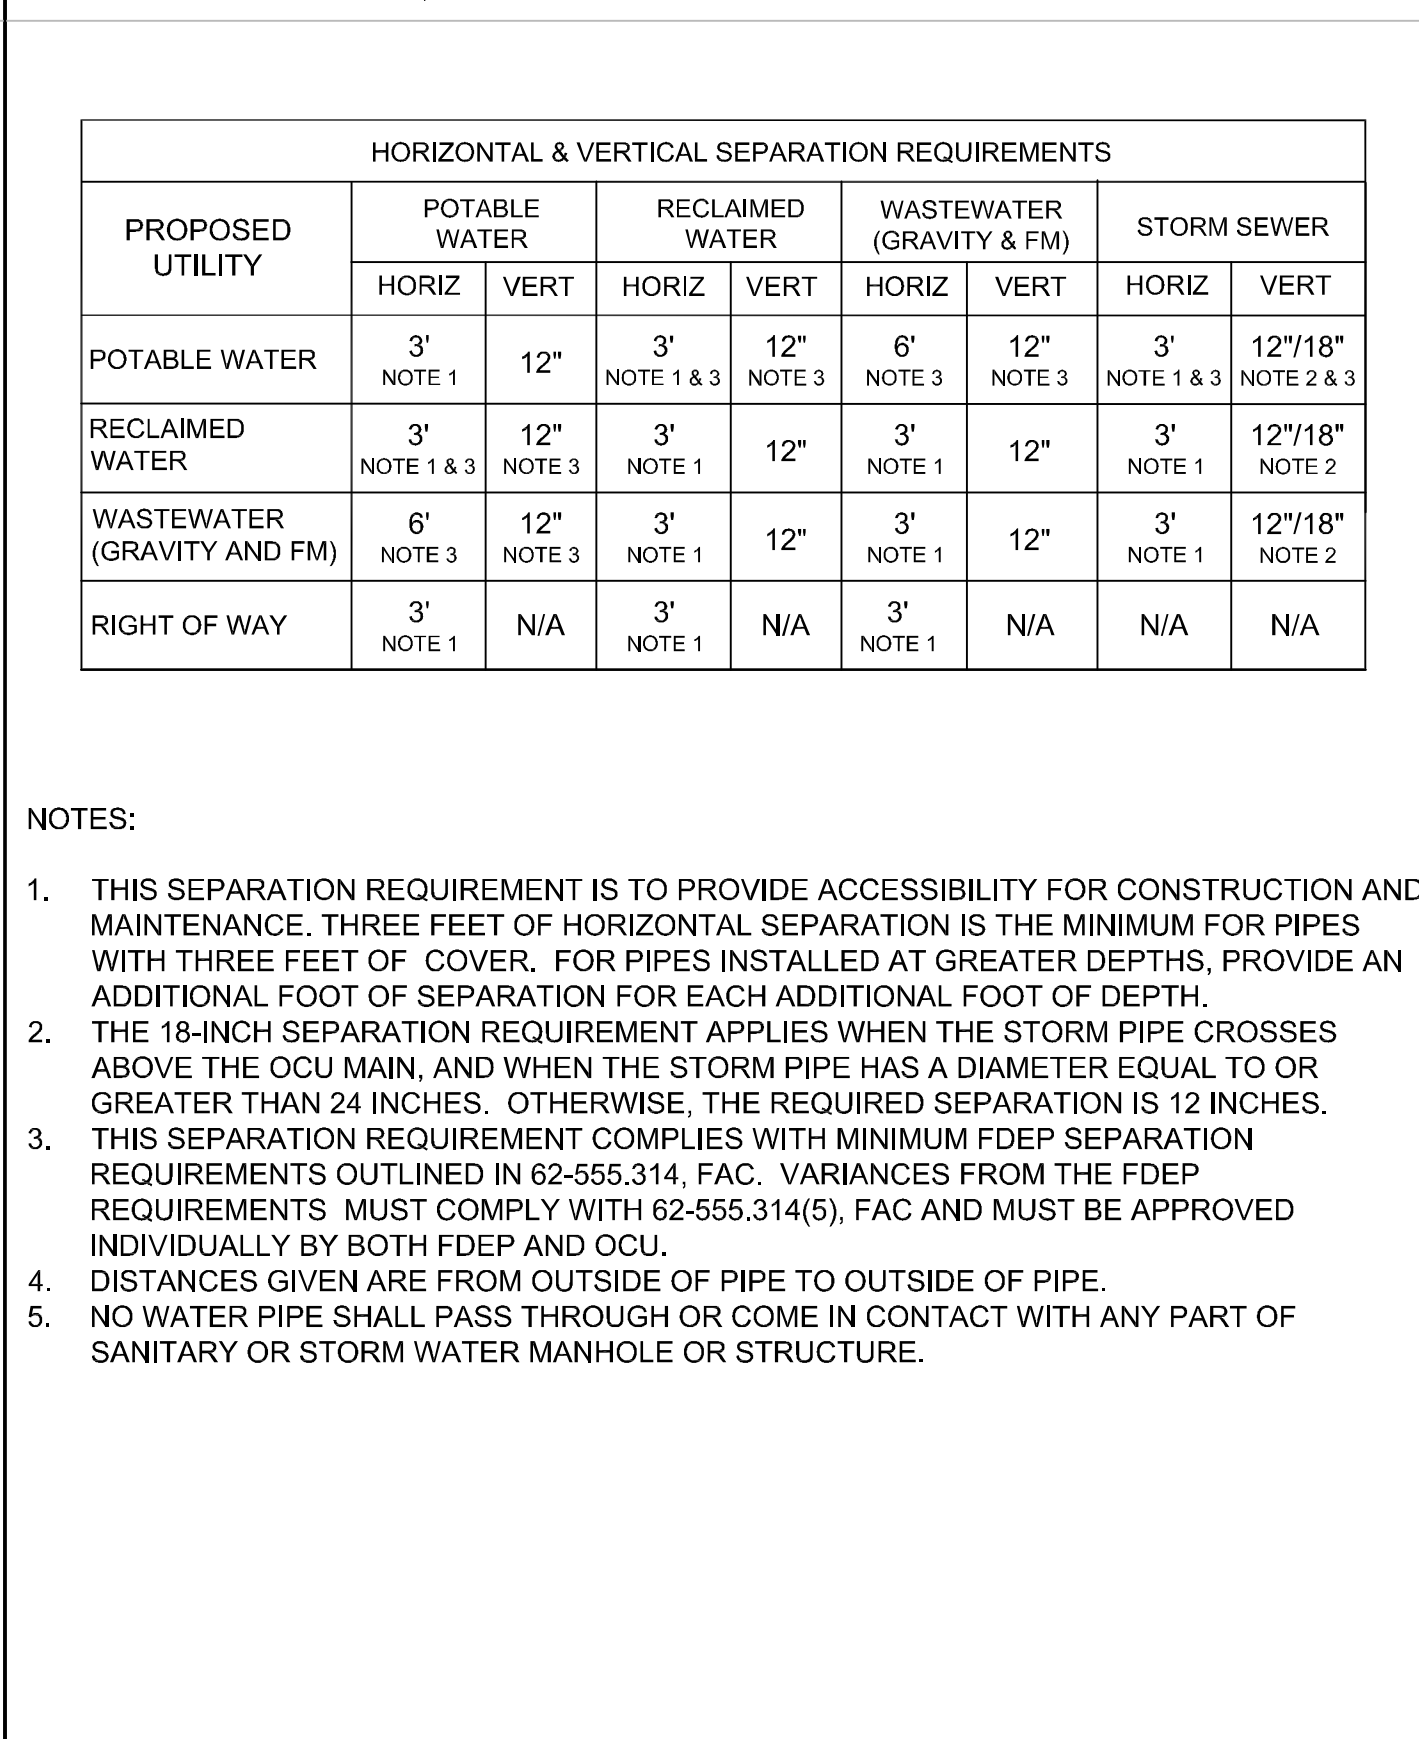 HORIZONTAL & VERTICAL SEPARATION REQUIREMENTS
PROPOSED UTILITY POTABLE WATER RECLAIMED WATER WASTEWATER (GRAVITY & FM) STORM SEWER
HORIZ VERT HORIZ VERT HORIZ VERT HORIZ VERT
POTABLE WATER 3' NOTE 1 12" 3' NOTE 1 & 3 12" NOTE 3 6' NOTE 3 12" NOTE 3 3' NOTE 1 & 3 12"/18" NOTE 2 & 3
RECLAIMED WATER 3' NOTE 1 & 3 12" NOTE 3 3' NOTE 1 12" 3' NOTE 1 12" 3' NOTE 1 12"/18" NOTE 2
WASTEWATER (GRAVITY AND FM) 6' NOTE 3 12" NOTE 3 3' NOTE 1 12" 3' NOTE 1 12" 3' NOTE 1 12"/18" NOTE 2
RIGHT OF WAY 3' NOTE 1 N/A 3' NOTE 1 N/A 3' NOTE 1 N/A N/A N/A
NOTES:
1. THIS SEPARATION REQUIREMENT IS TO PROVIDE ACCESSIBILITY FOR CONSTRUCTION AND
MAINTENANCE. THREE FEET OF HORIZONTAL SEPARATION IS THE MINIMUM FOR PIPES
WITH THREE FEET OF COVER. FOR PIPES INSTALLED AT GREATER DEPTHS, PROVIDE AN
ADDITIONAL FOOT OF SEPARATION FOR EACH ADDITIONAL FOOT OF DEPTH.
2. THE 18-INCH SEPARATION REQUIREMENT APPLIES WHEN THE STORM PIPE CROSSES
ABOVE THE OCU MAIN, AND WHEN THE STORM PIPE HAS A DIAMETER EQUAL TO OR
GREATER THAN 24 INCHES. OTHERWISE, THE REQUIRED SEPARATION IS 12 INCHES.
3. THIS SEPARATION REQUIREMENT COMPLIES WITH MINIMUM FDEP SEPARATION
REQUIREMENTS OUTLINED IN 62-555.314, FAC. VARIANCES FROM THE FDEP
REQUIREMENTS MUST COMPLY WITH 62-555.314(5), FAC AND MUST BE APPROVED
INDIVIDUALLY BY BOTH FDEP AND OCU.
4. DISTANCES GIVEN ARE FROM OUTSIDE OF PIPE TO OUTSIDE OF PIPE.
5. NO WATER PIPE SHALL PASS THROUGH OR COME IN CONTACT WITH ANY PART OF
SANITARY OR STORM WATER MANHOLE OR STRUCTURE.